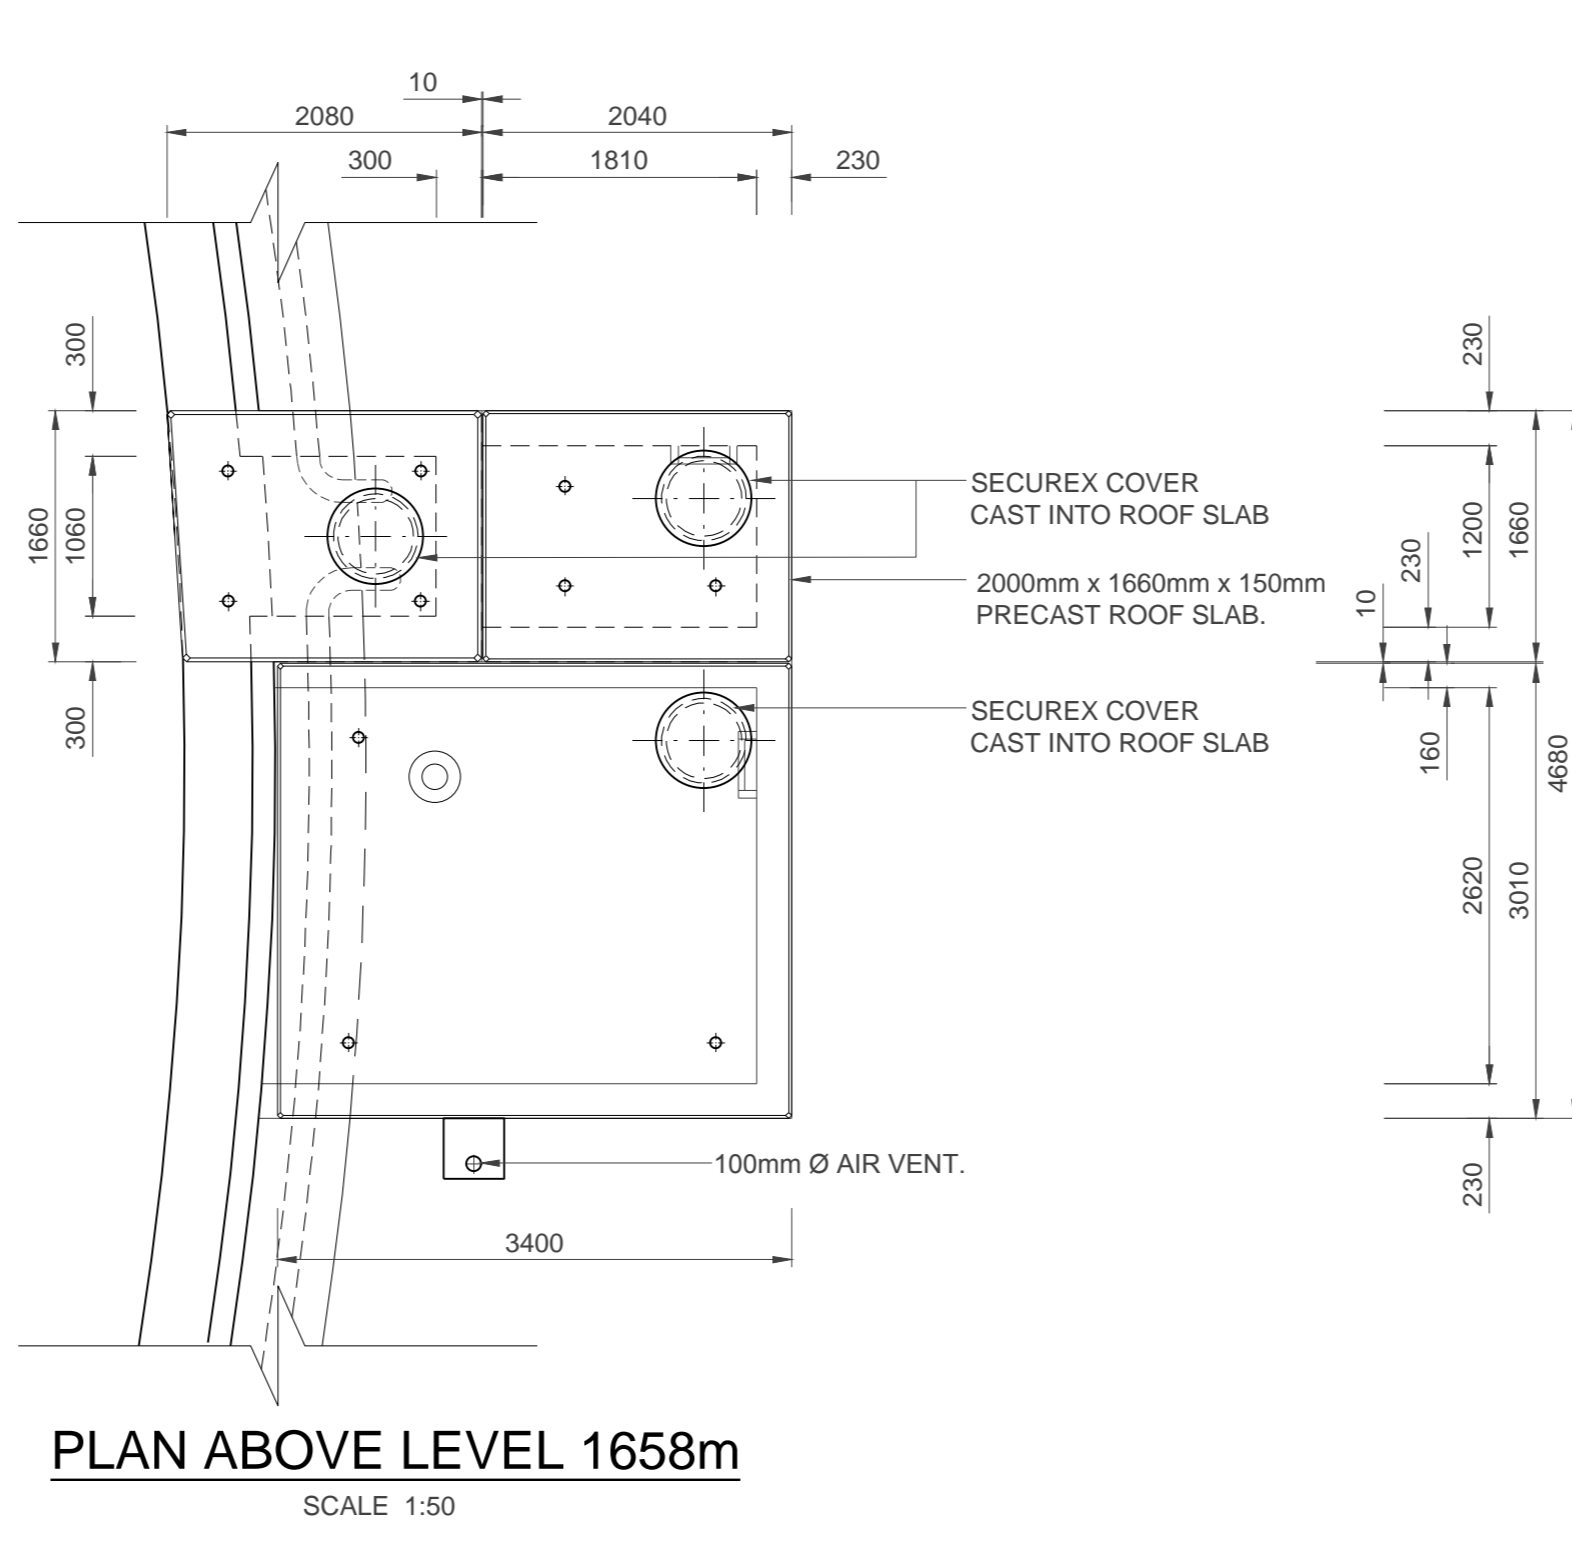 10
2080
2040
300
1810
230
300
1660
1060
300
SECUREX COVER
CAST INTO ROOF SLAB
2000mm x 1660mm x 150mm
PRECAST ROOF SLAB.
SECUREX COVER
CAST INTO ROOF SLAB
230
1200
1660
230
10
160
4680
2620
3010
230
100mm Ø AIR VENT.
3400
PLAN ABOVE LEVEL 1658m
SCALE 1:50